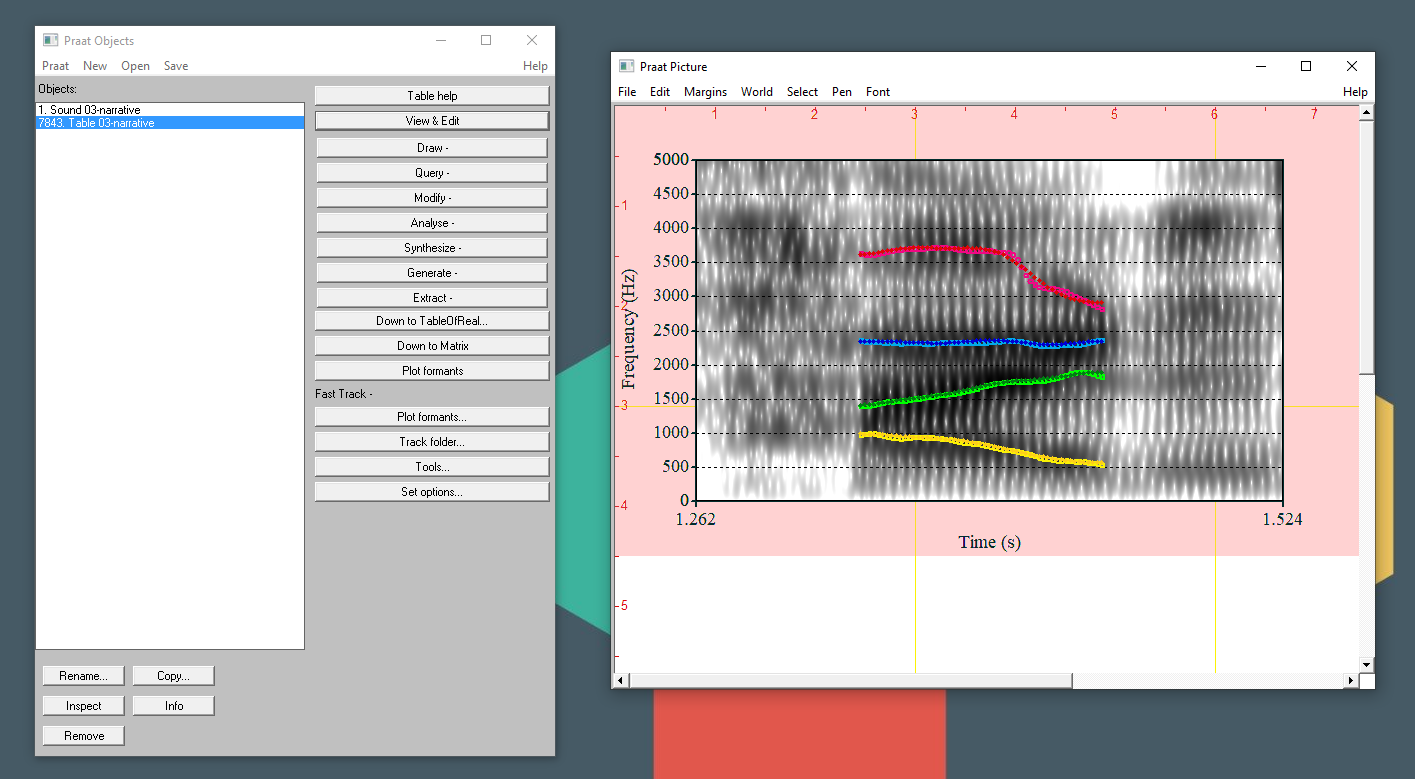 Praat Objects
Praat New Open Save Help
Objects:
1. Sound 03-narrative
7843. Table 03-narrative
Table help
View & Edit
Draw -
Query -
Modify -
Analyse -
Synthesize -
Generate -
Extract -
Down to TableOfReal...
Down to Matrix
Plot formants
Fast Track -
Plot formants...
Track folder...
Tools...
Set options...
Rename... Copy...
Inspect Info
Remove
Praat Picture
File Edit Margins World Select Pen Font Help
1 2 3 4 5 6 7
1
2
3
4
5
5000
4500
4000
3500
3000
2500
2000
1500
1000
500
0
Frequency (Hz)
1.262 1.524
Time (s)